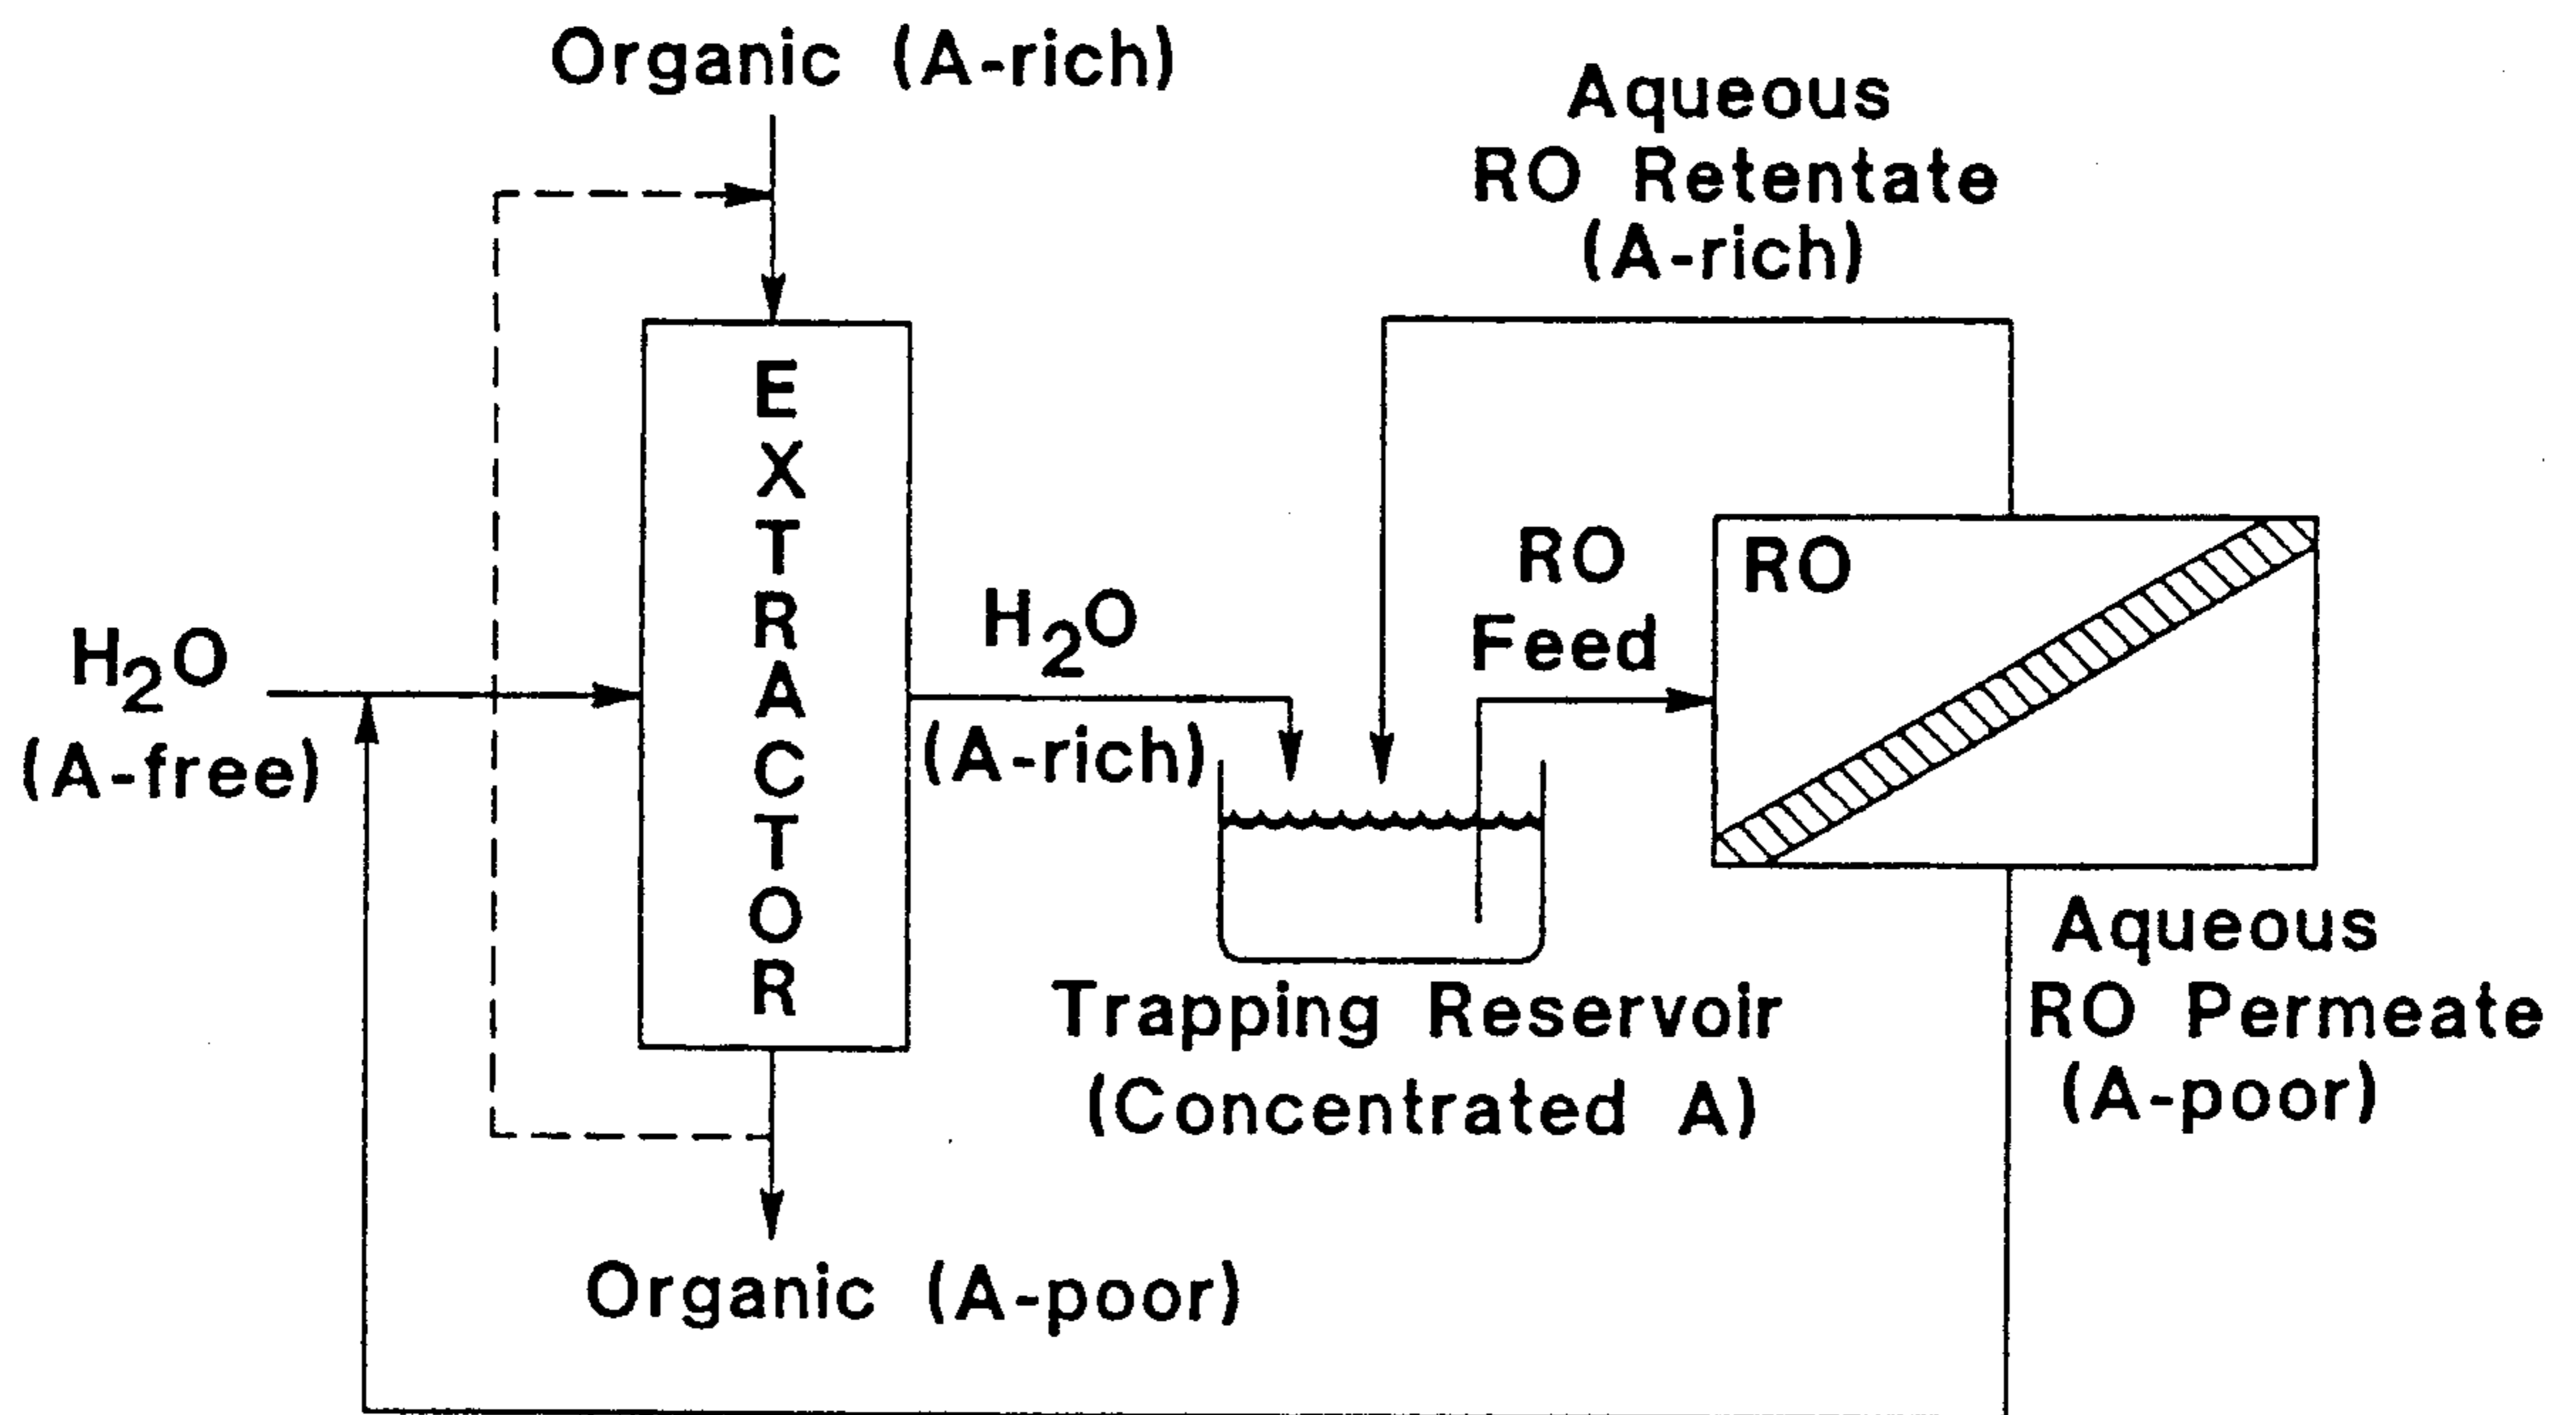 Organic (A-rich)
Aqueous
RO Retentate
(A-rich)
EXTRACTOR
RO
RO
Feed
H2O
H2O
(A-free)
(A-rich)
Trapping Reservoir
(Concentrated A)
Aqueous
RO Permeate
(A-poor)
Organic (A-poor)